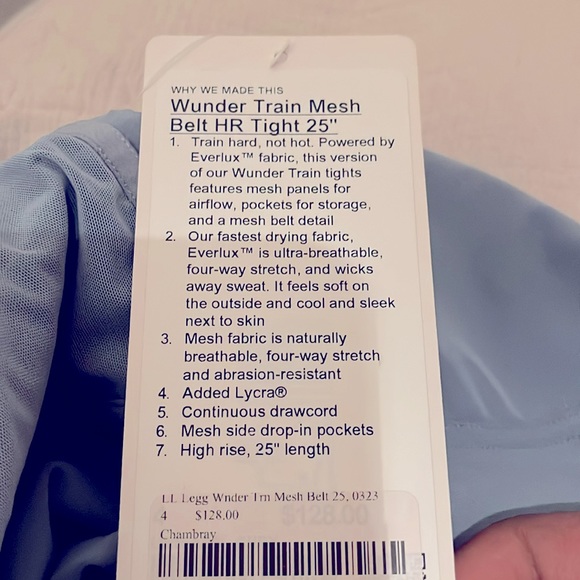 WHY WE MADE THIS
Wunder Train Mesh
Belt HR Tight 25"
1. Train hard, not hot. Powered by
Everlux™ fabric, this version
of our Wunder Train tights
features mesh panels for
airflow, pockets for storage,
and a mesh belt detail
2. Our fastest drying fabric,
Everlux™ is ultra-breathable,
four-way stretch, and wicks
away sweat. It feels soft on
the outside and cool and sleek
next to skin
3. Mesh fabric is naturally
breathable, four-way stretch
and abrasion-resistant
4. Added Lycra®
5. Continuous drawcord
6. Mesh side drop-in pockets
7. High rise, 25" length
LL Legg Wnder Trn Mesh Belt 25, 0323
4 $128.00 $128.00
Chambray